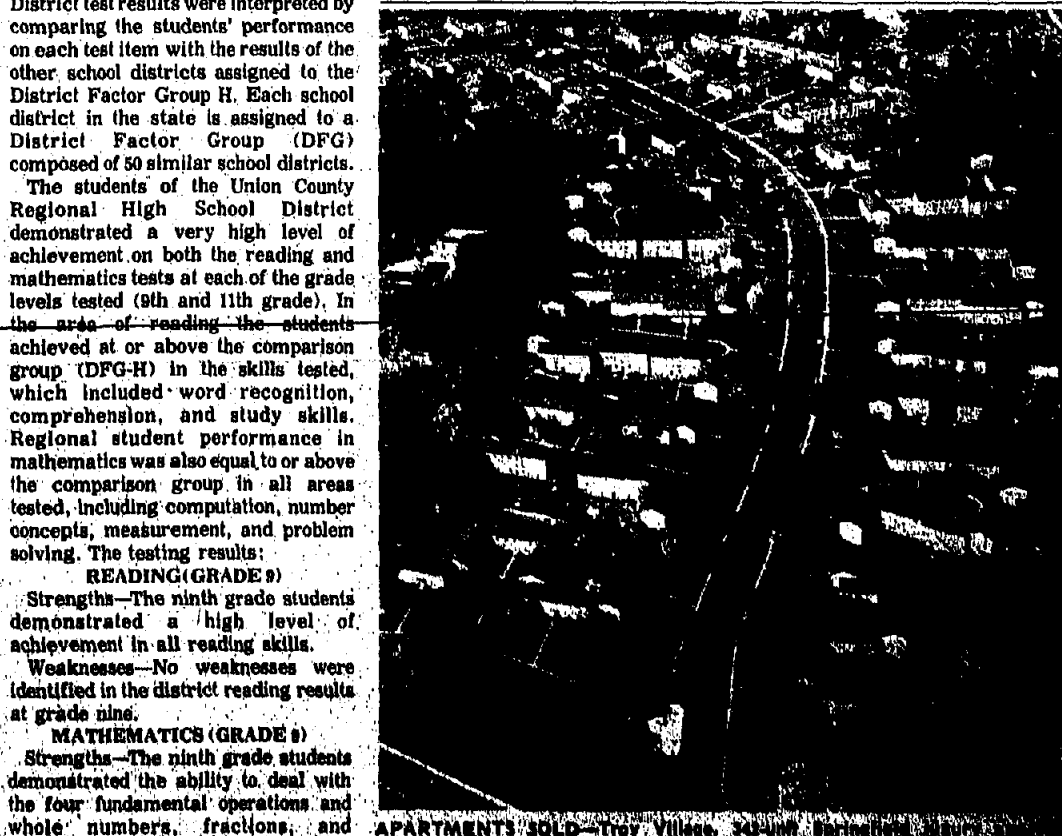 District test results were interpreted by
comparing the students' performance
on each test item with the results of the
other school districts assigned to the
District Factor Group H. Each school
district in the state is assigned to a
District Factor Group (DFG)
composed of 50 similar school districts.
The students of the Union County
Regional High School District
demonstrated a very high level of
achievement on both the reading and
mathematics tests at each of the grade
levels tested (9th and 11th grade). In
the area of reading the students
achieved at or above the comparison
group (DFG-H) in the skills tested,
which included word recognition,
comprehension, and study skills.
Regional student performance in
mathematics was also equal to or above
the comparison group in all areas
tested, including computation, number
concepts, measurement, and problem
solving. The testing results:
READING (GRADE 9)
Strengths—The ninth grade students
demonstrated a high level of
achievement in all reading skills.
Weaknesses—No weaknesses were
identified in the district reading results
at grade nine.
MATHEMATICS (GRADE 9)
Strengths—The ninth grade students
demonstrated the ability to deal with
the four fundamental operations and
whole numbers, fractions, and
APARTMENTS SOLD—Troy Village, Springfield